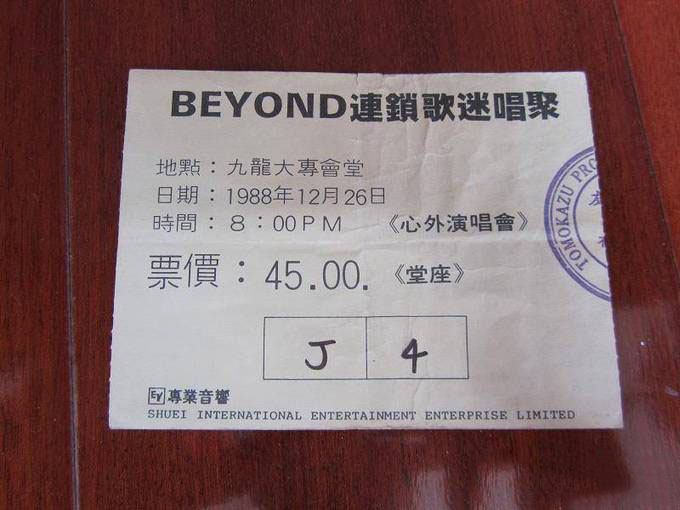 BEYOND連鎖歌迷唱聚
地點：九龍大專會堂
日期：1988年12月26日
時間：8：00PM 《心外演唱會》
票價：45.00.《堂座》
J 4
EV 專業音響
SHUEI INTERNATIONAL ENTERTAINMENT ENTERPRISE LIMITED
TOMOKAZU PRO